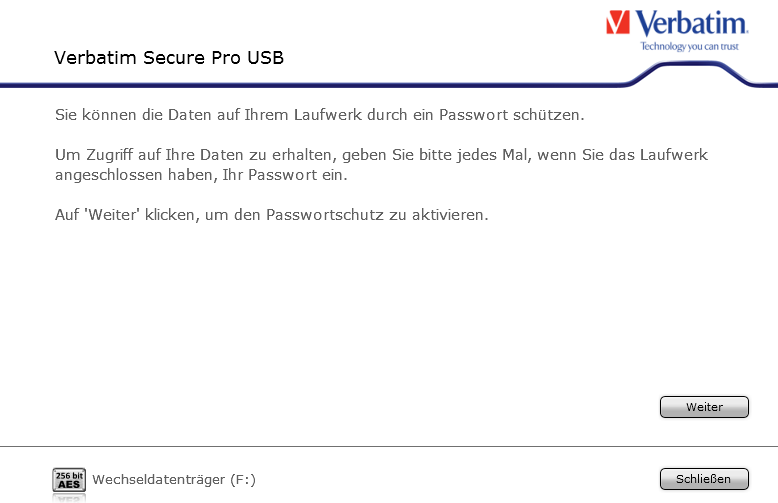 Verbatim.
Technology you can trust
Verbatim Secure Pro USB
Sie können die Daten auf Ihrem Laufwerk durch ein Passwort schützen.
Um Zugriff auf Ihre Daten zu erhalten, geben Sie bitte jedes Mal, wenn Sie das Laufwerk
angeschlossen haben, Ihr Passwort ein.
Auf 'Weiter' klicken, um den Passwortschutz zu aktivieren.
Weiter
256 bit
AES
Wechseldatenträger (F:)
Schließen